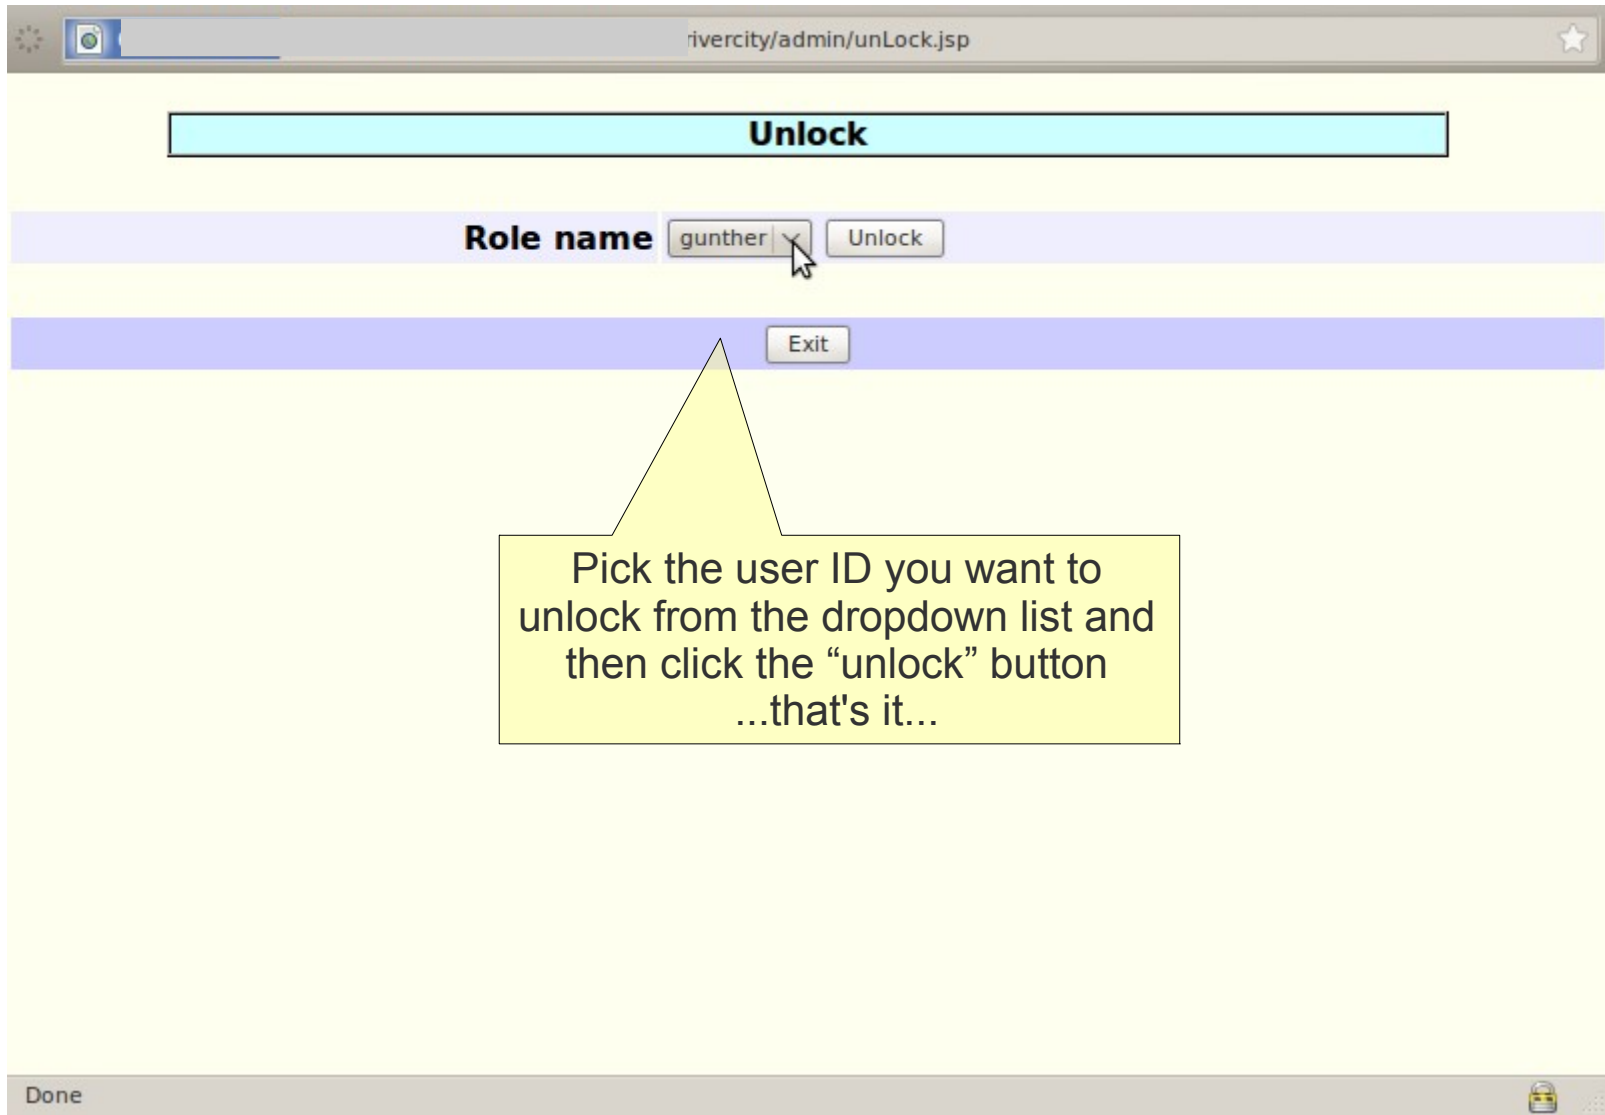 rivercity/admin/unLock.jsp
Unlock
Role name gunther Unlock
Exit
Pick the user ID you want to
unlock from the dropdown list and
then click the “unlock” button
...that's it...
Done